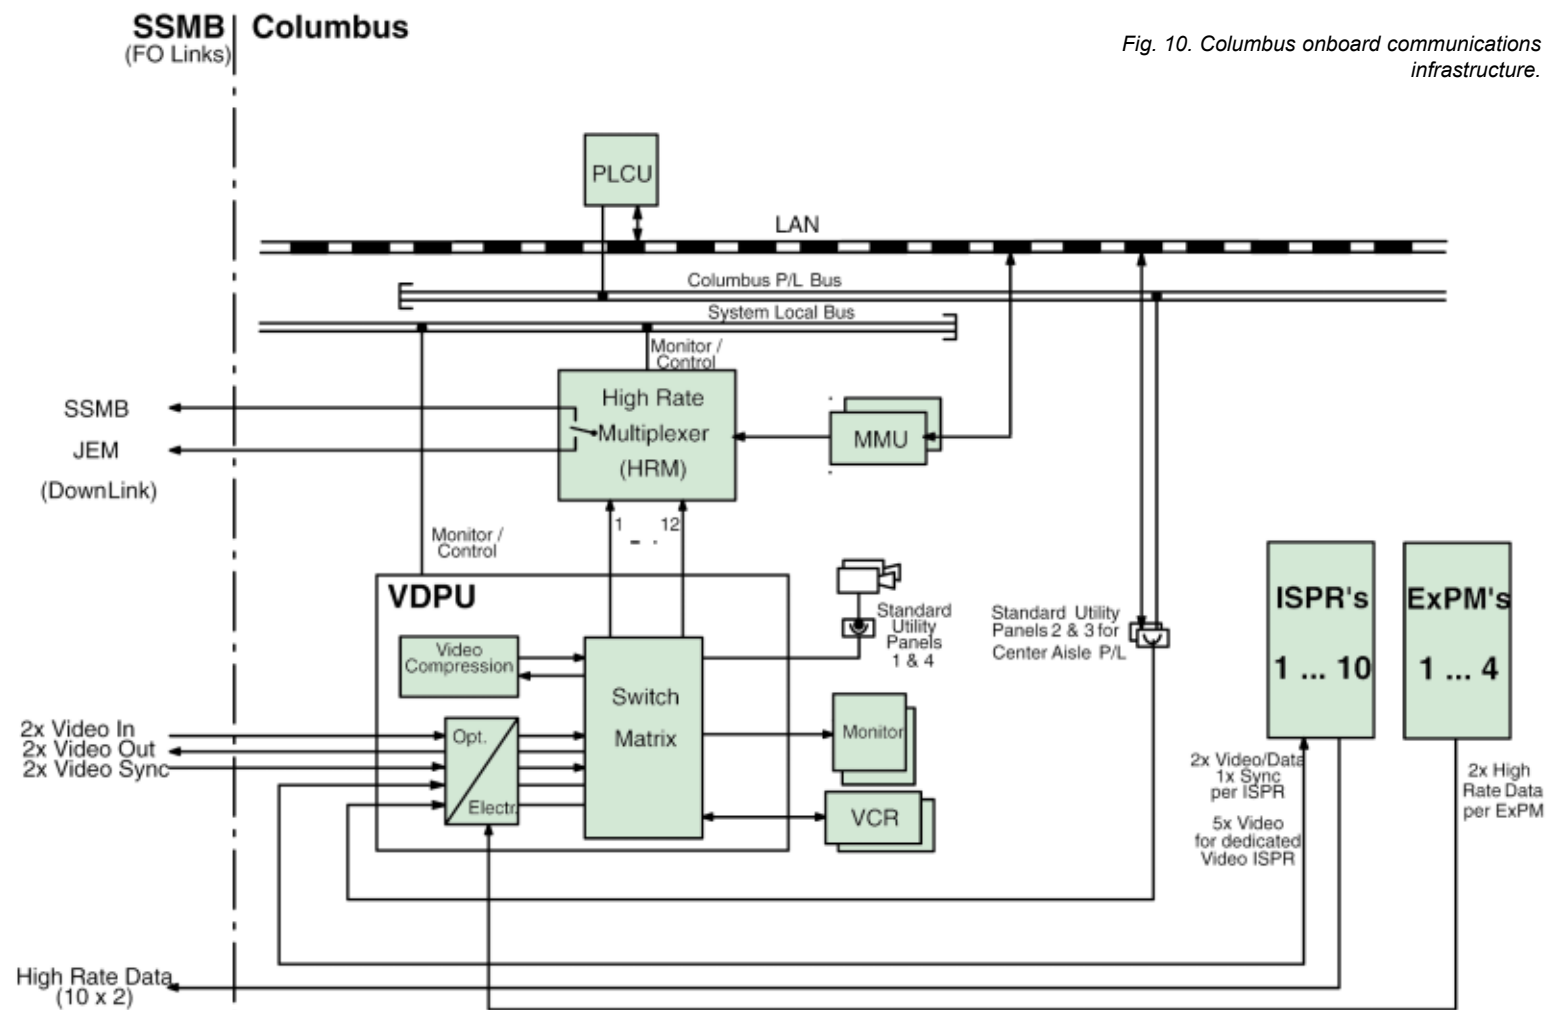 SSMB
(FO Links)
Columbus
Fig. 10. Columbus onboard communications
infrastructure.
PLCU
LAN
Columbus P/L Bus
System Local Bus
Monitor /
Control
High Rate
Multiplexer
(HRM)
MMU
SSMB
JEM
(DownLink)
1
12
Monitor /
Control
VDPU
Video
Compression
Switch
Matrix
Opt.
Electr.
Standard
Utility
Panels
1 & 4
Monitor
VCR
Standard Utility
Panels 2 & 3 for
Center Aisle P/L
ISPR's
1 ... 10
ExPM's
1 ... 4
2x Video In
2x Video Out
2x Video Sync
2x Video/Data
1x Sync
per ISPR
5x Video
for dedicated
Video ISPR
2x High
Rate Data
per ExPM
High Rate Data
(10 x 2)